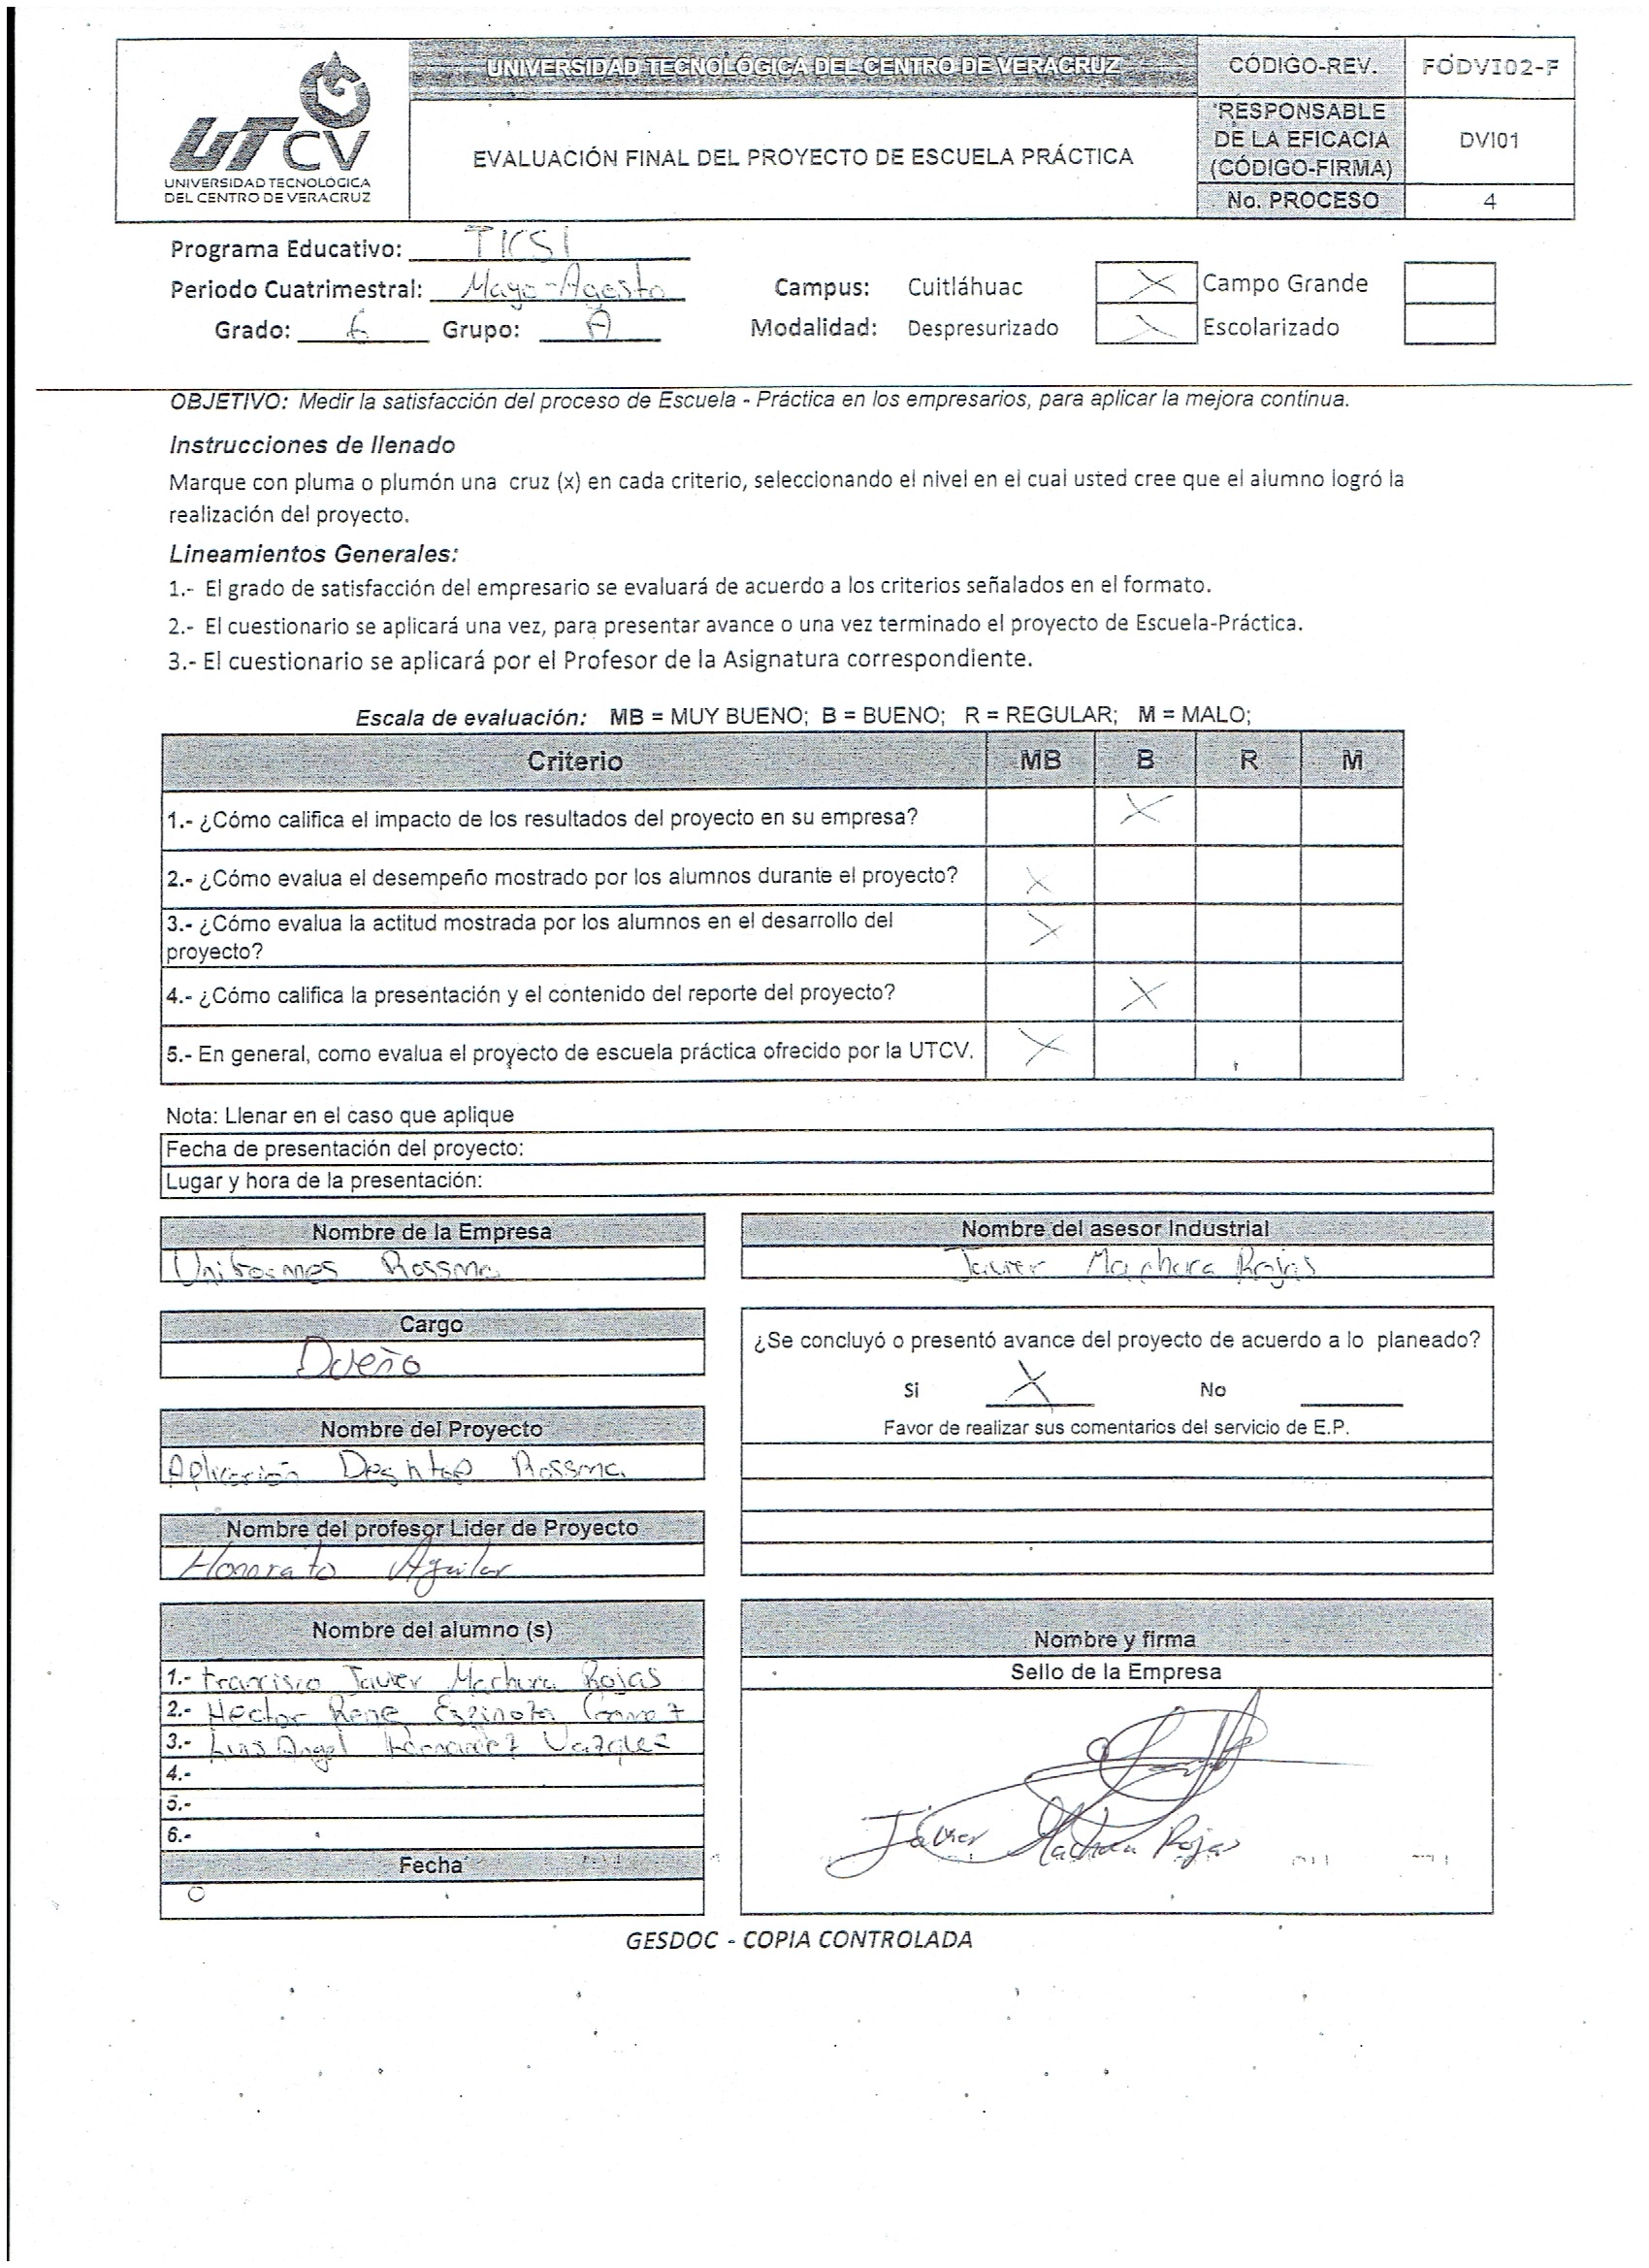 UTCV
UNIVERSIDAD TECNOLÓGICA
DEL CENTRO DE VERACRUZ
UNIVERSIDAD TECNOLÓGICA DEL CENTRO DE VERACRUZ
EVALUACIÓN FINAL DEL PROYECTO DE ESCUELA PRÁCTICA
CÓDIGO-REV. FODVI02-F
RESPONSABLE
DE LA EFICACIA
(CÓDIGO-FIRMA)
DVI01
No. PROCESO 4
Programa Educativo: TICSI
Periodo Cuatrimestral: Mayo-Agosto Campus: Cuitláhuac X Campo Grande
Grado: 6 Grupo: A Modalidad: Despresurizado X Escolarizado
OBJETIVO: Medir la satisfacción del proceso de Escuela - Práctica en los empresarios, para aplicar la mejora continua.
Instrucciones de llenado
Marque con pluma o plumón una cruz (x) en cada criterio, seleccionando el nivel en el cual usted cree que el alumno logró la
realización del proyecto.
Lineamientos Generales:
1.- El grado de satisfacción del empresario se evaluará de acuerdo a los criterios señalados en el formato.
2.- El cuestionario se aplicará una vez, para presentar avance o una vez terminado el proyecto de Escuela-Práctica.
3.- El cuestionario se aplicará por el Profesor de la Asignatura correspondiente.
Escala de evaluación: MB = MUY BUENO; B = BUENO; R = REGULAR; M = MALO;
Criterio MB B R M
1.- ¿Cómo califica el impacto de los resultados del proyecto en su empresa? X
2.- ¿Cómo evalua el desempeño mostrado por los alumnos durante el proyecto? X
3.- ¿Cómo evalua la actitud mostrada por los alumnos en el desarrollo del
proyecto? X
4.- ¿Cómo califica la presentación y el contenido del reporte del proyecto? X
5.- En general, como evalua el proyecto de escuela práctica ofrecido por la UTCV. X
Nota: Llenar en el caso que aplique
Fecha de presentación del proyecto:
Lugar y hora de la presentación:
Nombre de la Empresa
Uniformes Rossma
Nombre del asesor Industrial
Javier Machura Rojas
Cargo
Dueño
¿Se concluyó o presentó avance del proyecto de acuerdo a lo planeado?
Si X No
Favor de realizar sus comentarios del servicio de E.P.
Nombre del Proyecto
Aplicación Desktop Rossma
Nombre del profesor Lider de Proyecto
Honorato Aguilar
Nombre del alumno (s)
1.- Francisco Javier Machura Rojas
2.- Hector Rene
3.- Luis Angel Hernandez Vazquez
4.-
5.-
6.-
Fecha
Nombre y firma
Sello de la Empresa
Javier Machura Rojas
GESDOC - COPIA CONTROLADA